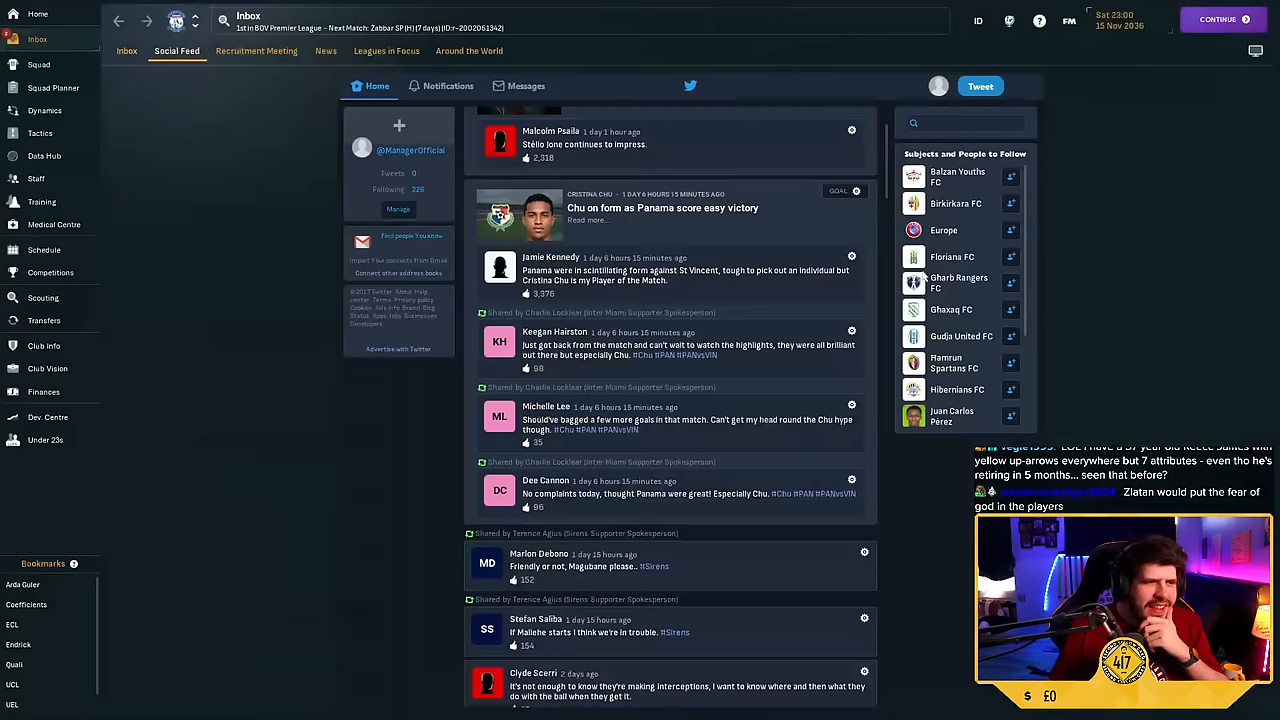 Home
Inbox
Squad
Squad Planner
Dynamics
Tactics
Data Hub
Staff
Training
Medical Centre
Schedule
Competitions
Scouting
Transfers
Club Info
Club Vision
Finances
Dev. Centre
Under 23s
Bookmarks
Arda Guler
Coefficients
ECL
Endrick
Quali
UCL
UEL
Inbox
1st in BOV Premier League - Next Match: Żabbar SP (H) (7 days) (ID:r-2002061342)
ID
FM
Sat 23:00
15 Nov 2036
CONTINUE
Inbox
Social Feed
Recruitment Meeting
News
Leagues in Focus
Around the World
Home
Notifications
Messages
Tweet
@ManagerOfficial
Tweets 0
Following 226
Manage
Find people You know
Import Your contacts from Gmail
Connect other address books
© 2017 Twitter About Help
center Terms Privacy policy
Cookies Ads info Brand Blog
Status Apps Jobs Businesses
Developers
Advertise with Twitter
Malcolm Psaila 1 day 1 hour ago
Stélio Jone continues to impress.
2,318
CRISTINA CHU - 1 DAY 6 HOURS 15 MINUTES AGO
GOAL
Chu on form as Panama score easy victory
Read more...
Jamie Kennedy 1 day 6 hours 15 minutes ago
Panama were in scintillating form against St Vincent, tough to pick out an individual but
Cristina Chu is my Player of the Match.
3,376
Shared by Charlie Locklear (Inter Miami Supporter Spokesperson)
KH
Keegan Hairston 1 day 6 hours 15 minutes ago
Just got back from the match and can't wait to watch the highlights, they were all brilliant
out there but especially Chu. #Chu #PAN #PANvsVIN
98
Shared by Charlie Locklear (Inter Miami Supporter Spokesperson)
ML
Michelle Lee 1 day 6 hours 15 minutes ago
Should've bagged a few more goals in that match. Can't get my head round the Chu hype
though. #Chu #PAN #PANvsVIN
35
Shared by Charlie Locklear (Inter Miami Supporter Spokesperson)
DC
Dee Cannon 1 day 6 hours 15 minutes ago
No complaints today, thought Panama were great! Especially Chu. #Chu #PAN #PANvsVIN
96
Shared by Terence Agius (Sirens Supporter Spokesperson)
MD
Marlon Debono 1 day 15 hours ago
Friendly or not, Magubane please.. #Sirens
152
Shared by Terence Agius (Sirens Supporter Spokesperson)
SS
Stefan Saliba 1 day 15 hours ago
If Maliehe starts I think we're in trouble. #Sirens
154
Clyde Scerri 2 days ago
It's not enough to know they're making interceptions, I want to know where and then what they
do with the ball when they get it.
Subjects and People to Follow
Balzan Youths
FC
Birkirkara FC
Europe
Floriana FC
Għarb Rangers
FC
Għaxaq FC
Gudja United FC
Ħamrun
Spartans FC
Hibernians FC
Juan Carlos
Pérez
yellow up-arrows everywhere but 7 attributes - even tho he's
retiring in 5 months... seen that before?
Zlatan would put the fear of
god in the players
417
$ £0